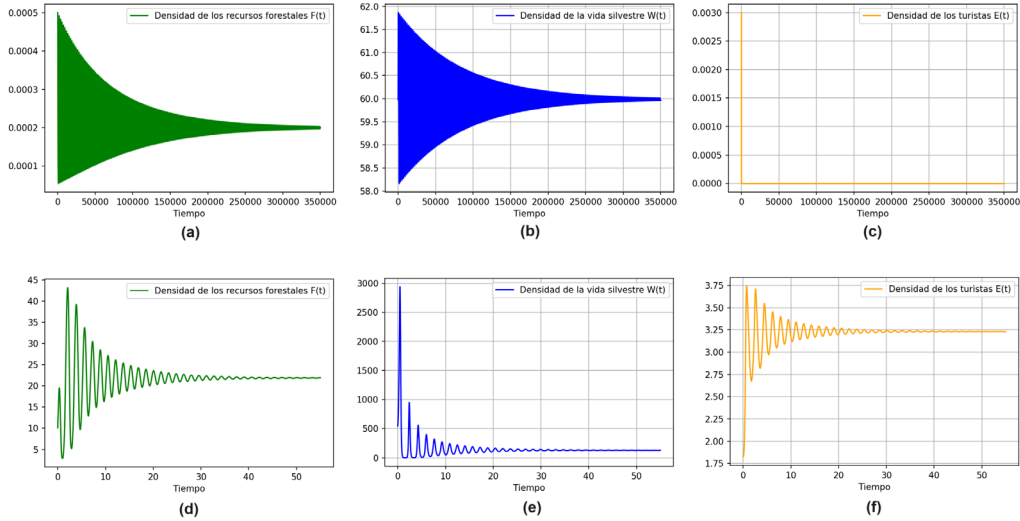 Densidad de los recursos forestales F(t)
0.0005
0.0004
0.0003
0.0002
0.0001
0 50000 100000 150000 200000 250000 300000 350000
Tiempo
(a)
Densidad de la vida silvestre W(t)
62.0
61.5
61.0
60.5
60.0
59.5
59.0
58.5
58.0
0 50000 100000 150000 200000 250000 300000 350000
Tiempo
(b)
Densidad de los turistas E(t)
0.0030
0.0025
0.0020
0.0015
0.0010
0.0005
0.0000
0 50000 100000 150000 200000 250000 300000 350000
Tiempo
(c)
Densidad de los recursos forestales F(t)
45
40
35
30
25
20
15
10
5
0 10 20 30 40 50
Tiempo
(d)
Densidad de la vida silvestre W(t)
3000
2500
2000
1500
1000
500
0
0 10 20 30 40 50
Tiempo
(e)
Densidad de los turistas E(t)
3.75
3.50
3.25
3.00
2.75
2.50
2.25
2.00
1.75
0 10 20 30 40 50
Tiempo
(f)